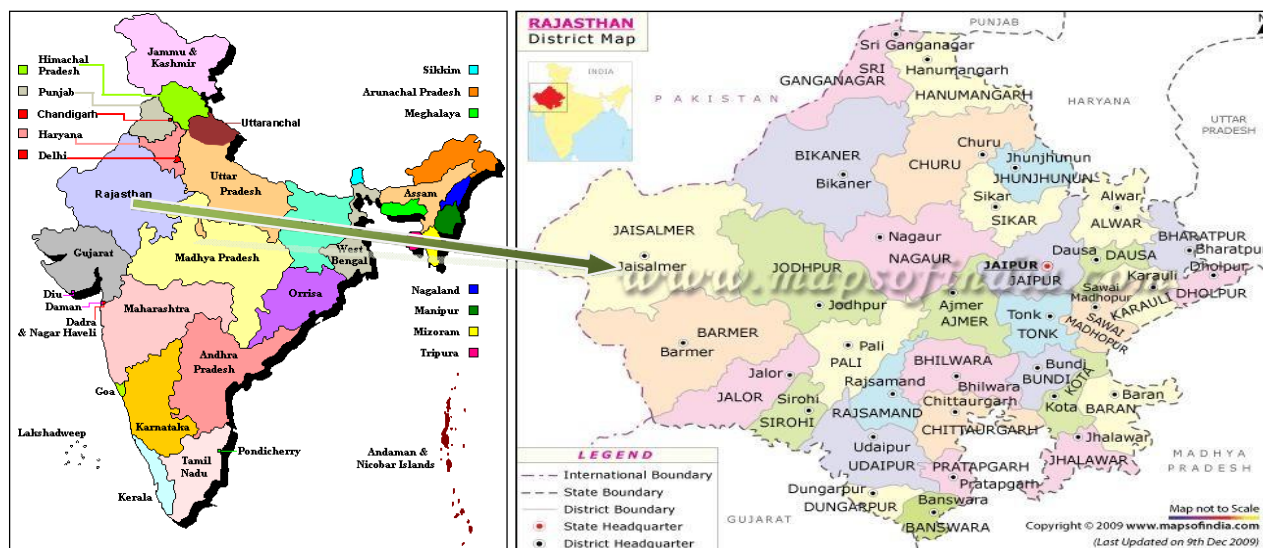 Jammu &
Kashmir
Himachal
Pradesh
Punjab
Chandigarh
Haryana
Delhi
Uttaranchal
Sikkim
Arunachal Pradesh
Meghalaya
Rajasthan
Uttar
Pradesh
Assam
Gujarat
Madhya Pradesh
West
Bengal
Diu
Daman
Dadra
& Nagar Haveli
Maharashtra
Orrisa
Nagaland
Manipur
Mizoram
Tripura
Andhra
Pradesh
Goa
Karnataka
Lakshadweep
Pondicherry
Tamil
Nadu
Kerala
Andaman &
Nicobar Islands
RAJASTHAN
District Map
INDIA
PUNJAB
PAKISTAN
HARYANA
UTTAR
PRADESH
Sri Ganganagar
SRI
GANGANAGAR
Hanumangarh
HANUMANGARH
BIKANER
Bikaner
Churu
CHURU
Jhunjhunun
JHUNJHUNUN
Sikar
SIKAR
Alwar
ALWAR
JAISALMER
Jaisalmer
JODHPUR
Jodhpur
Nagaur
NAGAUR
JAIPUR
JAIPUR
Dausa
DAUSA
BHARATPUR
Bharatpur
Dholpur
DHOLPUR
Karauli
KARAULI
Sawai
Madhopur
SAWAI
MADHOPUR
www.mapsofindia.co
Ajmer
AJMER
Tonk
TONK
BARMER
Barmer
Pali
PALI
Jalor
JALOR
Sirohi
SIROHI
Rajsamand
RAJSAMAND
BHILWARA
Bhilwara
Bundi
BUNDI
KOTA
Kota
Baran
BARAN
Chittaurgarh
CHITTAURGARH
Jhalawar
JHALAWAR
Udaipur
UDAIPUR
PRATAPGARH
Pratapgarh
Dungarpur
DUNGARPUR
Banswara
BANSWARA
MADHYA
PRADESH
GUJARAT
LEGEND
International Boundary
State Boundary
District Boundary
State Headquarter
District Headquarter
Map not to Scale
Copyright © 2009 www.mapsofindia.com
(Last Updated on 9th Dec 2009)